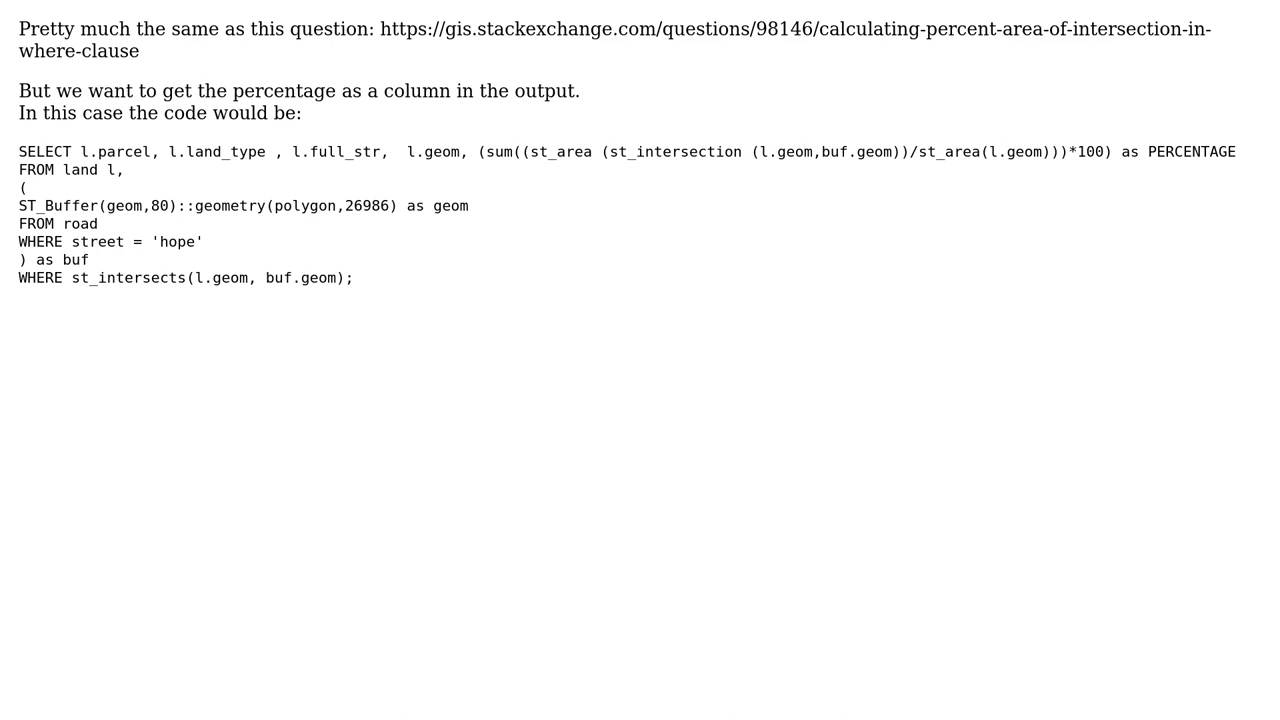 Pretty much the same as this question: https://gis.stackexchange.com/questions/98146/calculating-percent-area-of-intersection-in-
where-clause
But we want to get the percentage as a column in the output.
In this case the code would be:
SELECT l.parcel, l.land_type , l.full_str,  l.geom, (sum((st_area (st_intersection (l.geom,buf.geom))/st_area(l.geom)))*100) as PERCENTAGE
FROM land l,
(
ST_Buffer(geom,80)::geometry(polygon,26986) as geom
FROM road
WHERE street = 'hope'
) as buf
WHERE st_intersects(l.geom, buf.geom);